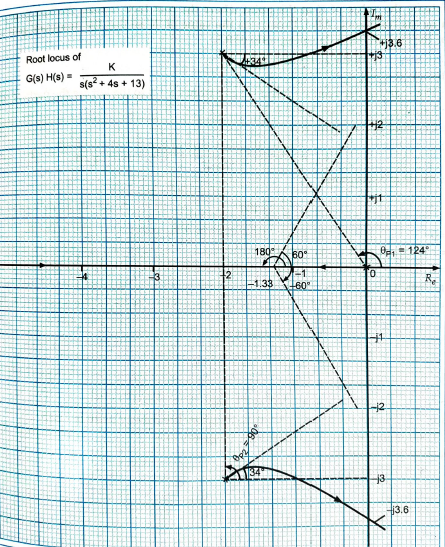 Root locus of
G(s) H(s) = K / s(s² + 4s + 13)
Im
+j3.6
+j3
+34°
+j2
+j1
180°
60°
θP1 = 124°
−4
−3
−2
−1
0
Re
−1.33
−60°
−j1
−j2
θP2 = 90°
34°
−j3
−j3.6